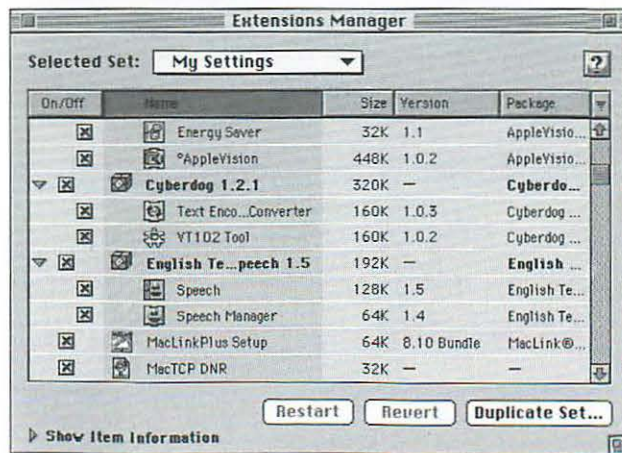 Extensions Manager
Selected Set: My Settings
?
On/Off Name Size Version Package
Energy Saver 32K 1.1 AppleVisio...
°AppleVision 448K 1.0.2 AppleVisio...
Cyberdog 1.2.1 320K — Cyberdo...
Text Enco...Converter 160K 1.0.3 Cyberdog ...
VT102 Tool 160K 1.0.2 Cyberdog ...
English Te...peech 1.5 192K — English ...
Speech 128K 1.5 English Te...
Speech Manager 64K 1.4 English Te...
MacLinkPlus Setup 64K 8.10 Bundle MacLink®...
MacTCP DNR 32K — —
Restart Revert Duplicate Set...
Show Item Information